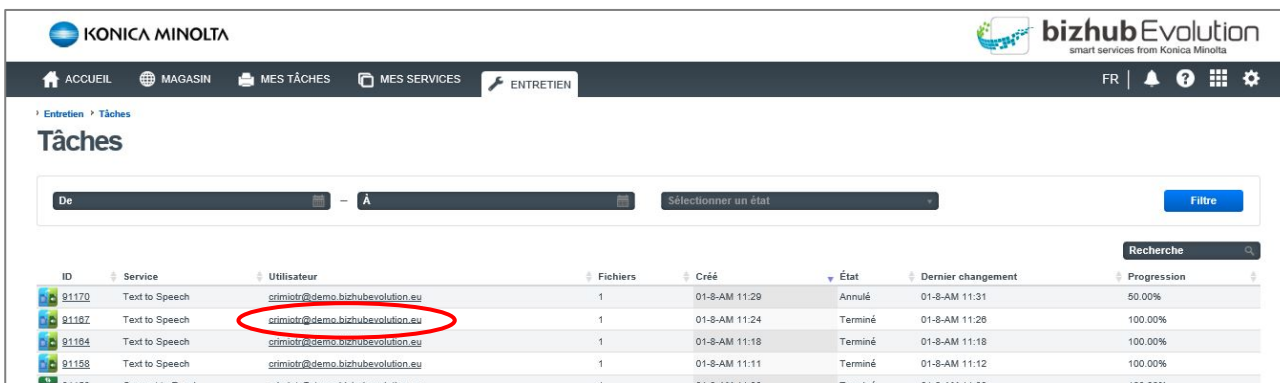 KONICA MINOLTA
bizhub Evolution
smart services from Konica Minolta
ACCUEIL MAGASIN MES TÂCHES MES SERVICES ENTRETIEN FR
Entretien Tâches
Tâches
De – À Sélectionner un état Filtre
Recherche
ID Service Utilisateur Fichiers Créé État Dernier changement Progression
91170 Text to Speech crimiotr@demo.bizhubevolution.eu 1 01-8-AM 11:29 Annulé 01-8-AM 11:31 50.00%
91167 Text to Speech crimiotr@demo.bizhubevolution.eu 1 01-8-AM 11:24 Terminé 01-8-AM 11:26 100.00%
91164 Text to Speech crimiotr@demo.bizhubevolution.eu 1 01-8-AM 11:18 Terminé 01-8-AM 11:18 100.00%
91158 Text to Speech crimiotr@demo.bizhubevolution.eu 1 01-8-AM 11:11 Terminé 01-8-AM 11:12 100.00%